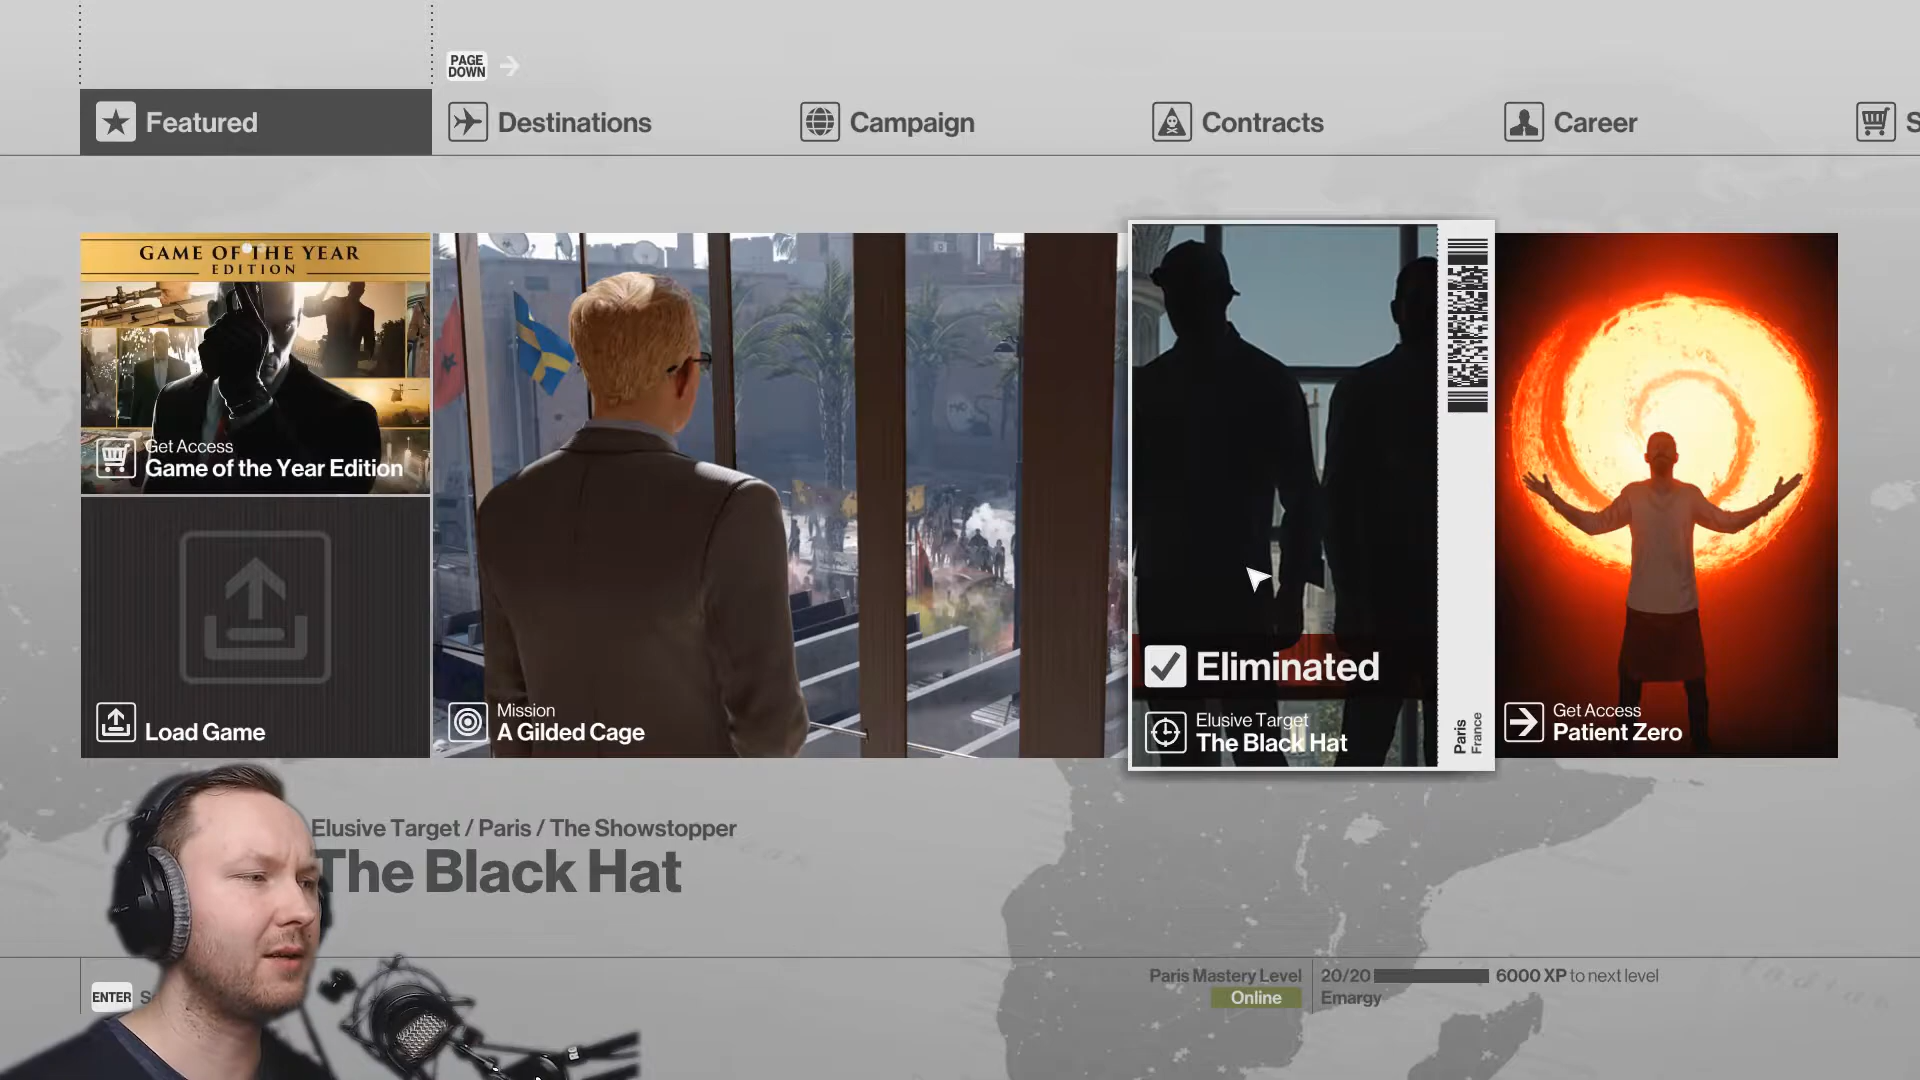 PAGE
DOWN
Featured
Destinations
Campaign
Contracts
Career
S
GAME OF THE YEAR
EDITION
Get Access
Game of the Year Edition
Load Game
Mission
A Gilded Cage
Eliminated
Elusive Target
The Black Hat
Paris
France
Get Access
Patient Zero
Elusive Target / Paris / The Showstopper
The Black Hat
ENTER S
Paris Mastery Level
Online
20/20
6000 XP to next level
Emargy